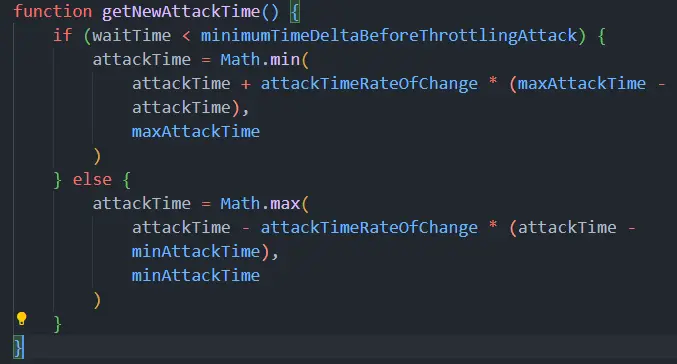 function getNewAttackTime() {
if (waitTime < minimumTimeDeltaBeforeThrottlingAttack) {
attackTime = Math.min(
attackTime + attackTimeRateOfChange * (maxAttackTime -
attackTime),
maxAttackTime
)
} else {
attackTime = Math.max(
attackTime - attackTimeRateOfChange * (attackTime -
minAttackTime),
minAttackTime
)
}
}